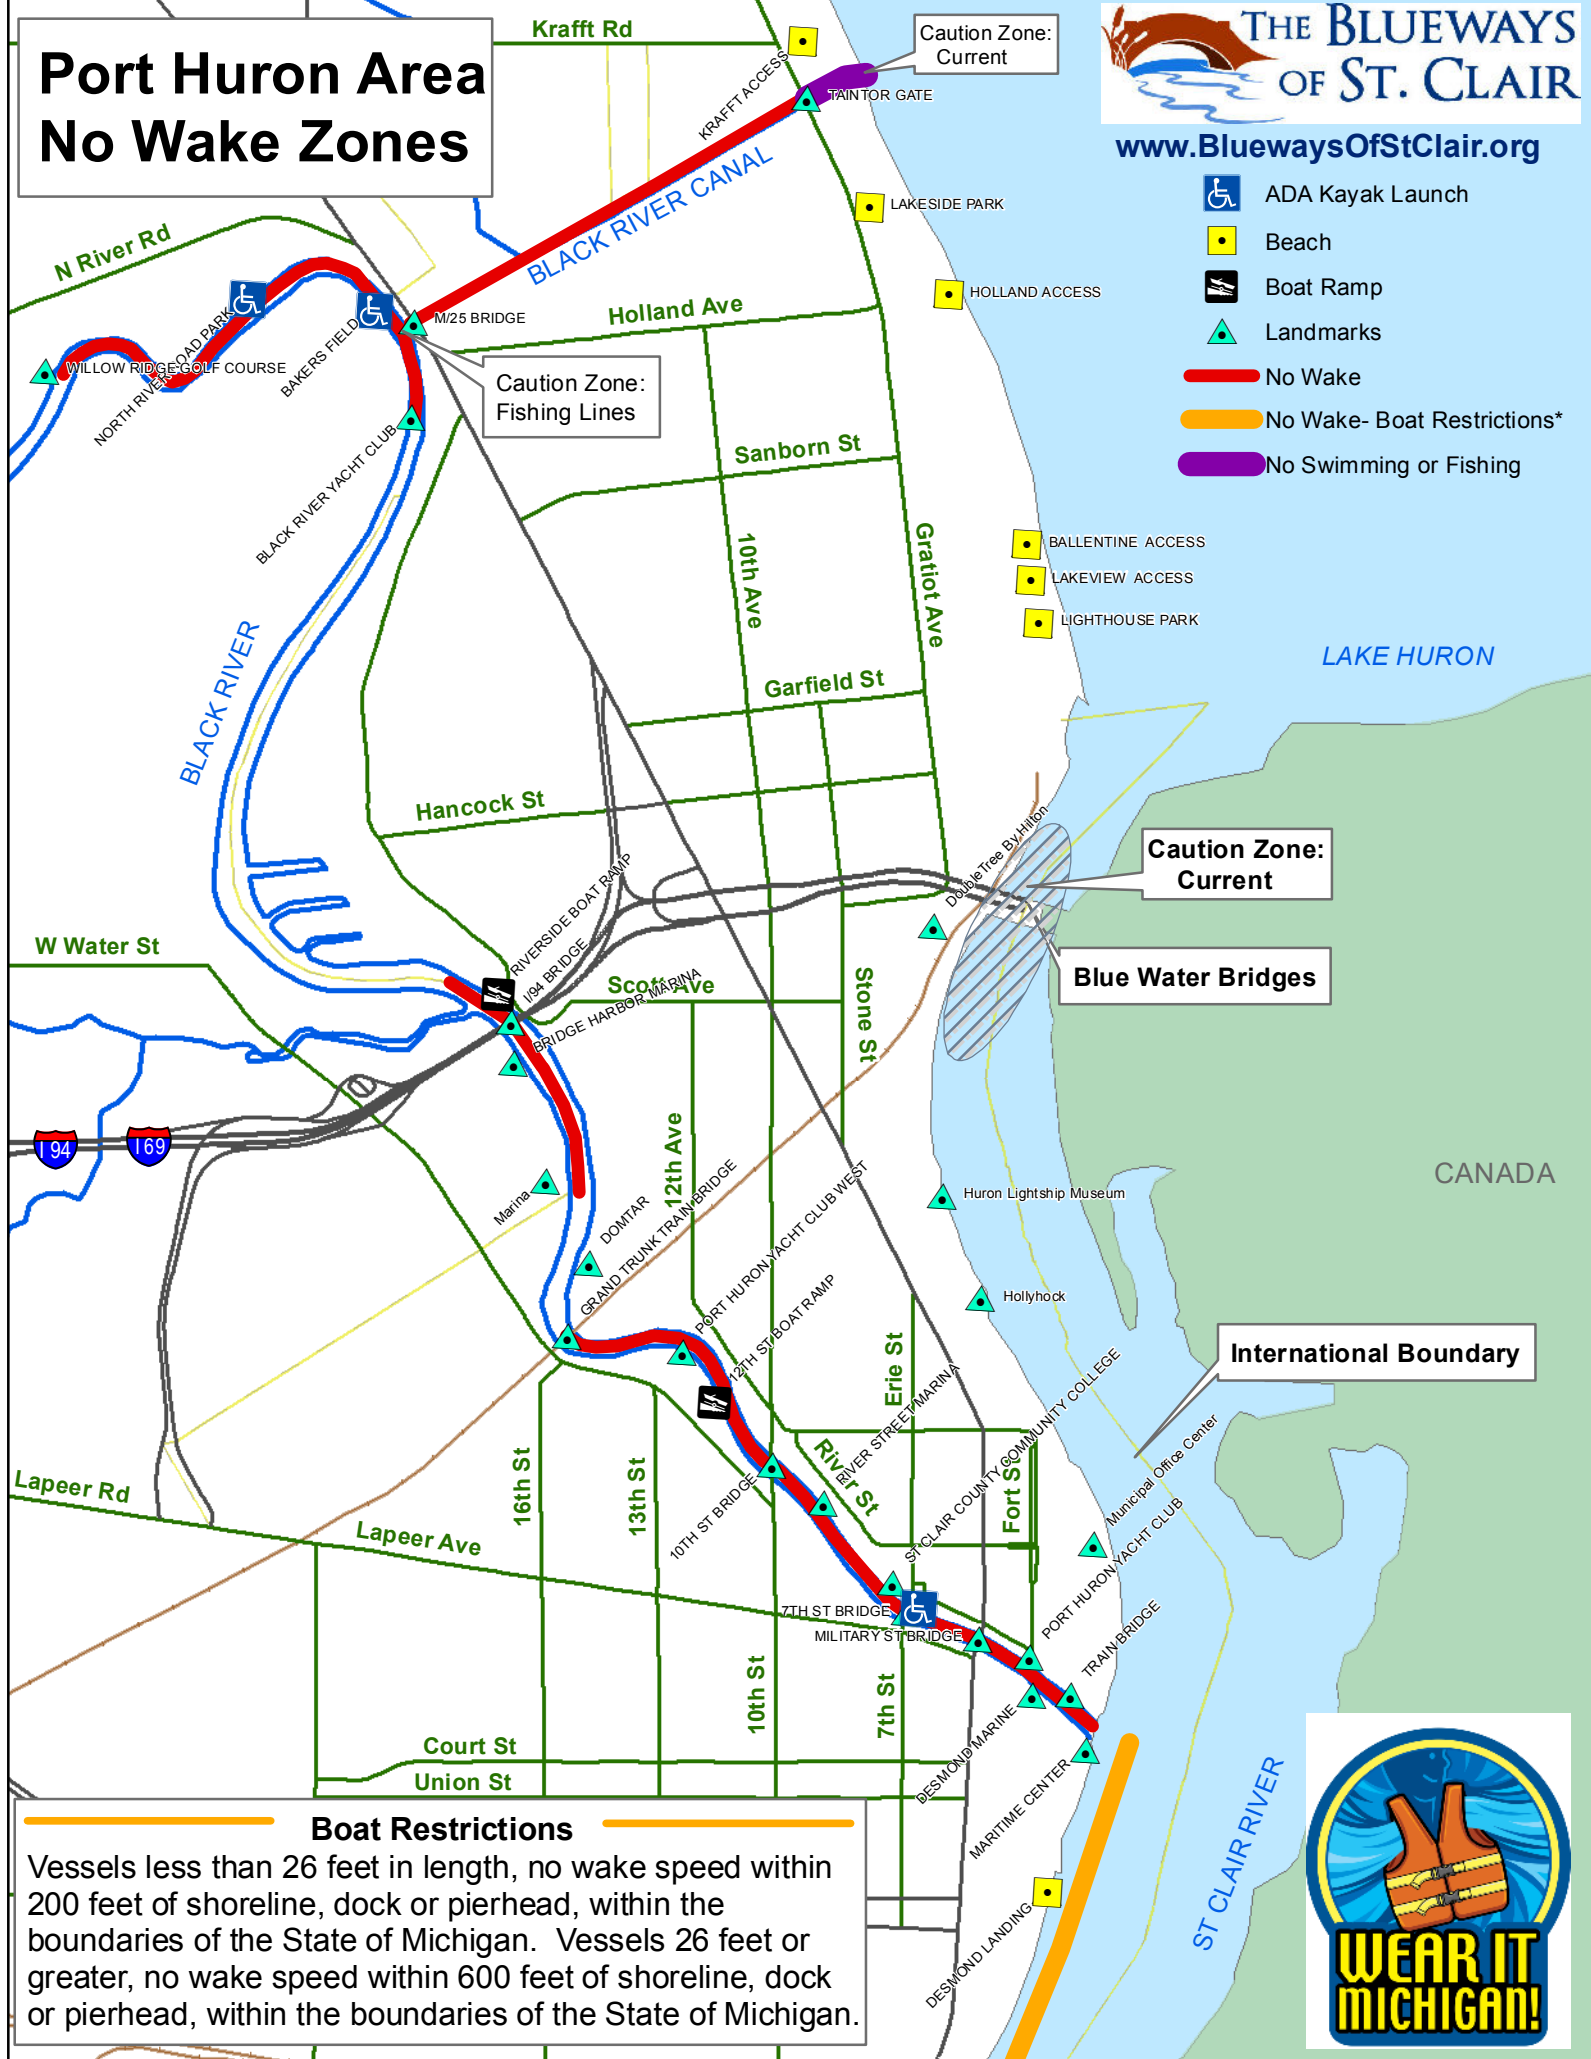 Port Huron Area
No Wake Zones
Krafft Rd
Caution Zone:
Current
THE BLUEWAYS
OF ST. CLAIR
www.BluewaysOfStClair.org
ADA Kayak Launch
Beach
Boat Ramp
Landmarks
No Wake
No Wake- Boat Restrictions*
No Swimming or Fishing
KRAFFT ACCESS
TAINTOR GATE
BLACK RIVER CANAL
LAKESIDE PARK
N River Rd
HOLLAND ACCESS
Holland Ave
M/25 BRIDGE
NORTH RIVER ROAD PARK
BAKERS FIELD
WILLOW RIDGE GOLF COURSE
Caution Zone:
Fishing Lines
BLACK RIVER YACHT CLUB
Sanborn St
10th Ave
Gratiot Ave
BALLENTINE ACCESS
LAKEVIEW ACCESS
LIGHTHOUSE PARK
LAKE HURON
BLACK RIVER
Garfield St
Hancock St
DoubleTree By Hilton
Caution Zone:
Current
Blue Water Bridges
W Water St
RIVERSIDE BOAT RAMP
I/94 BRIDGE
Scott Ave
BRIDGE HARBOR MARINA
Stone St
I 94
I 69
12th Ave
Marina
DOMTAR
GRAND TRUNK TRAIN BRIDGE
PORT HURON YACHT CLUB WEST
12TH ST BOAT RAMP
Huron Lightship Museum
CANADA
Hollyhock
International Boundary
Erie St
River St
RIVER STREET MARINA
ST CLAIR COUNTY COMMUNITY COLLEGE
Fort St
Municipal Office Center
PORT HURON YACHT CLUB
TRAIN BRIDGE
Lapeer Rd
Lapeer Ave
16th St
13th St
10TH ST BRIDGE
7TH ST BRIDGE
MILITARY ST BRIDGE
10th St
7th St
DESMOND MARINE
MARITIME CENTER
DESMOND LANDING
Court St
Union St
ST CLAIR RIVER
Boat Restrictions
Vessels less than 26 feet in length, no wake speed within
200 feet of shoreline, dock or pierhead, within the
boundaries of the State of Michigan.  Vessels 26 feet or
greater, no wake speed within 600 feet of shoreline, dock
or pierhead, within the boundaries of the State of Michigan.
WEAR IT
MICHIGAN!